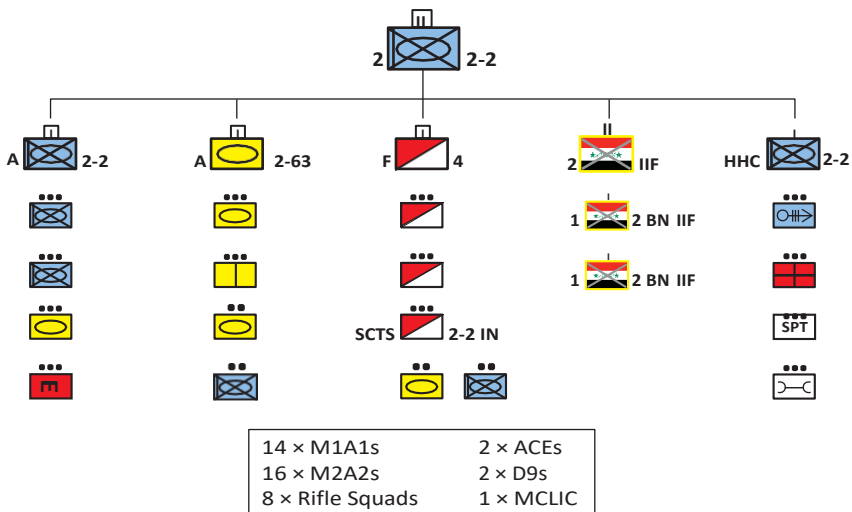 II
2 2-2
I I I II I
A 2-2 A 2-63 F 4 2 IIF HHC 2-2
I
1 2 BN IIF
I
1 2 BN IIF
SCTS 2-2 IN SPT
E
14 × M1A1s 2 × ACEs
16 × M2A2s 2 × D9s
8 × Rifle Squads 1 × MCLIC